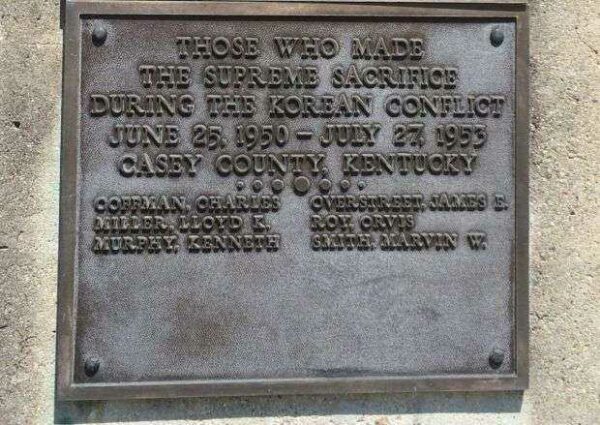 THOSE WHO MADE
THE SUPREME SACRIFICE
DURING THE KOREAN CONFLICT
JUNE 25, 1950 – JULY 27, 1953
CASEY COUNTY, KENTUCKY
COFFMAN, CHARLES OVERSTREET, JAMES E.
MILLER, LLOYD K. ROY, ORVIS
MURPHY, KENNETH SMITH, MARVIN W.